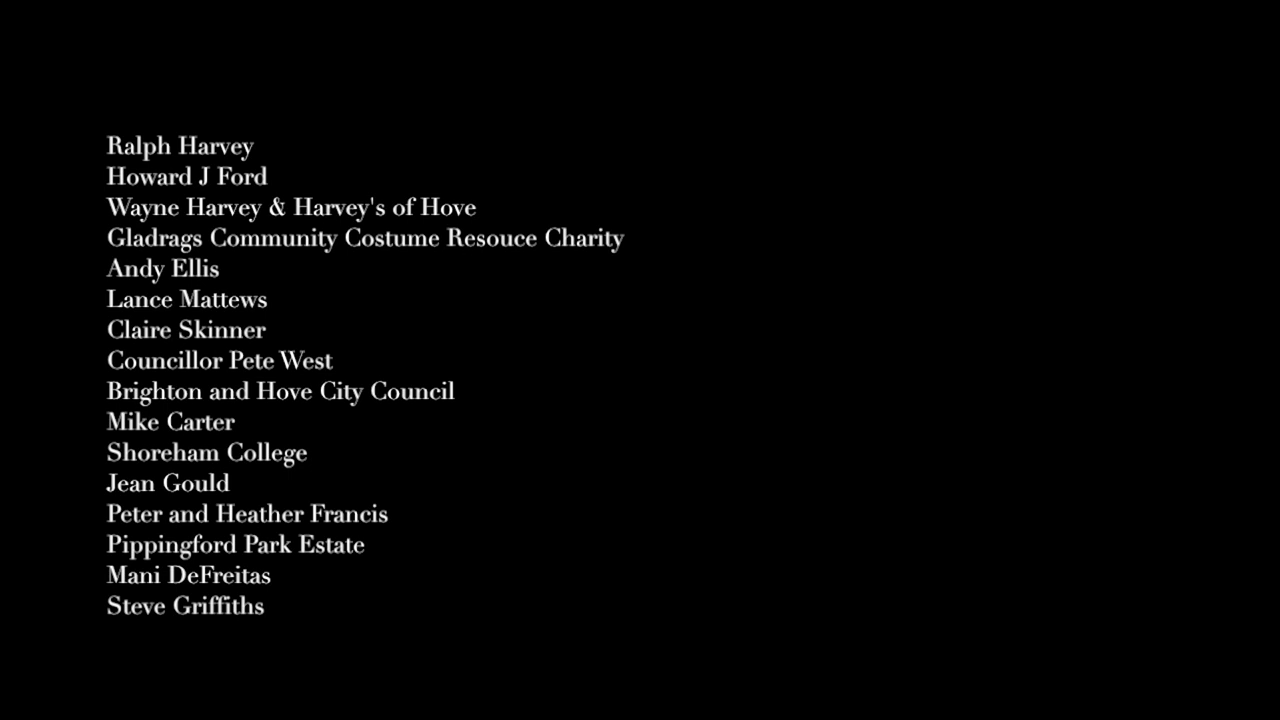 Ralph Harvey
Howard J Ford
Wayne Harvey & Harvey's of Hove
Gladrags Community Costume Resouce Charity
Andy Ellis
Lance Mattews
Claire Skinner
Councillor Pete West
Brighton and Hove City Council
Mike Carter
Shoreham College
Jean Gould
Peter and Heather Francis
Pippingford Park Estate
Mani DeFreitas
Steve Griffiths